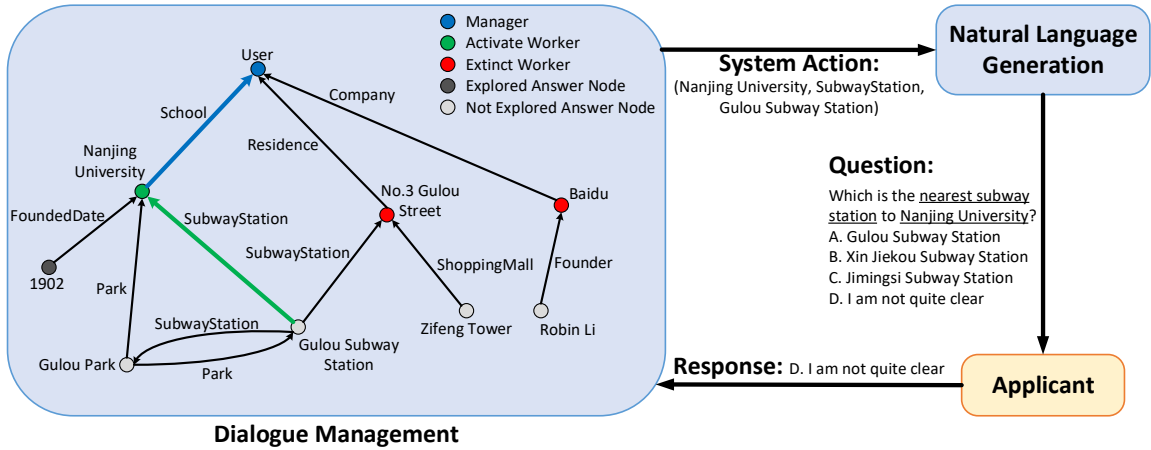 Manager
Activate Worker
Extinct Worker
Explored Answer Node
Not Explored Answer Node
User
School
Residence
Company
Nanjing
University
No.3 Gulou
Street
Baidu
FoundedDate
SubwayStation
SubwayStation
ShoppingMall
Founder
1902
Park
SubwayStation
Gulou Park
Park
Gulou Subway
Station
Zifeng Tower
Robin Li
Dialogue Management
System Action:
(Nanjing University, SubwayStation,
Gulou Subway Station)
Natural Language
Generation
Question:
Which is the nearest subway
station to Nanjing University?
A. Gulou Subway Station
B. Xin Jiekou Subway Station
C. Jimingsi Subway Station
D. I am not quite clear
Response: D. I am not quite clear
Applicant